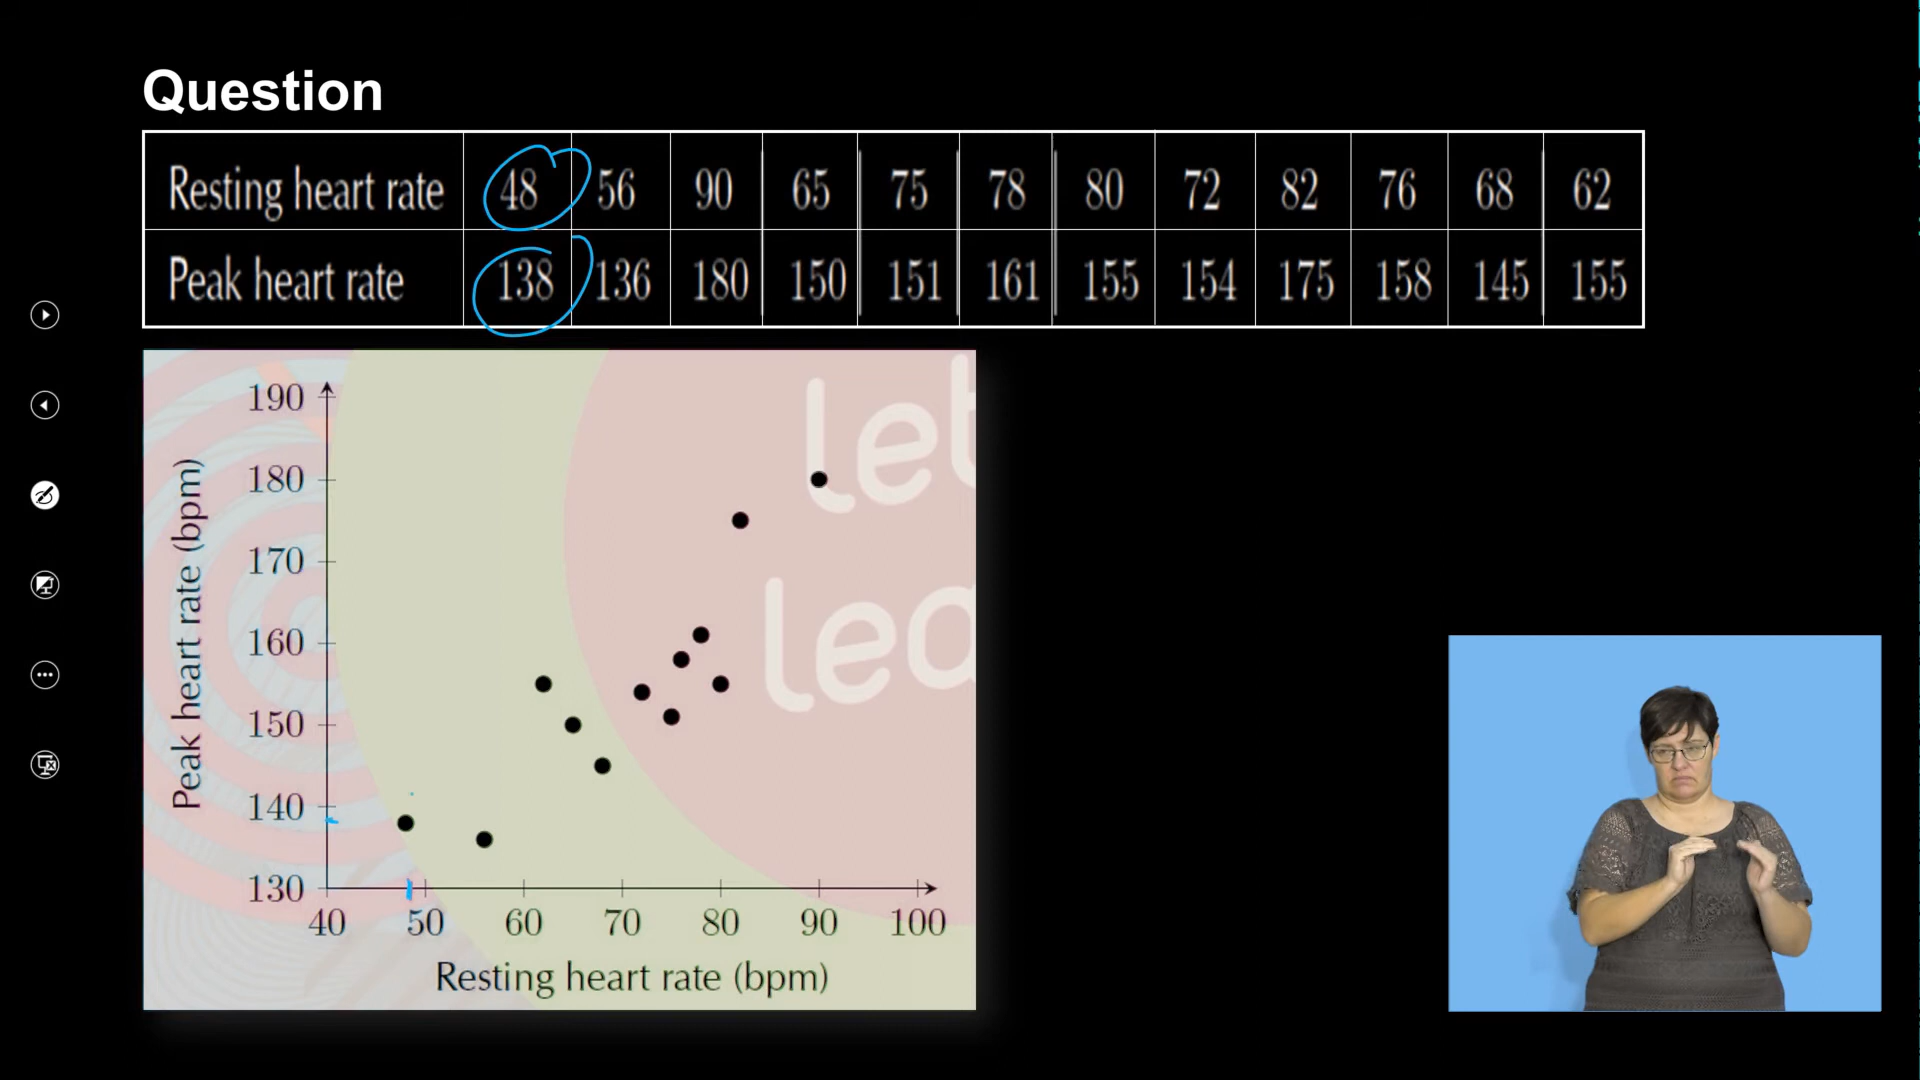 Question
Resting heart rate 48 56 90 65 75 78 80 72 82 76 68 62
Peak heart rate 138 136 180 150 151 161 155 154 175 158 145 155
190
180
170
160
150
140
130
Peak heart rate (bpm)
40 50 60 70 80 90 100
Resting heart rate (bpm)
let
lea